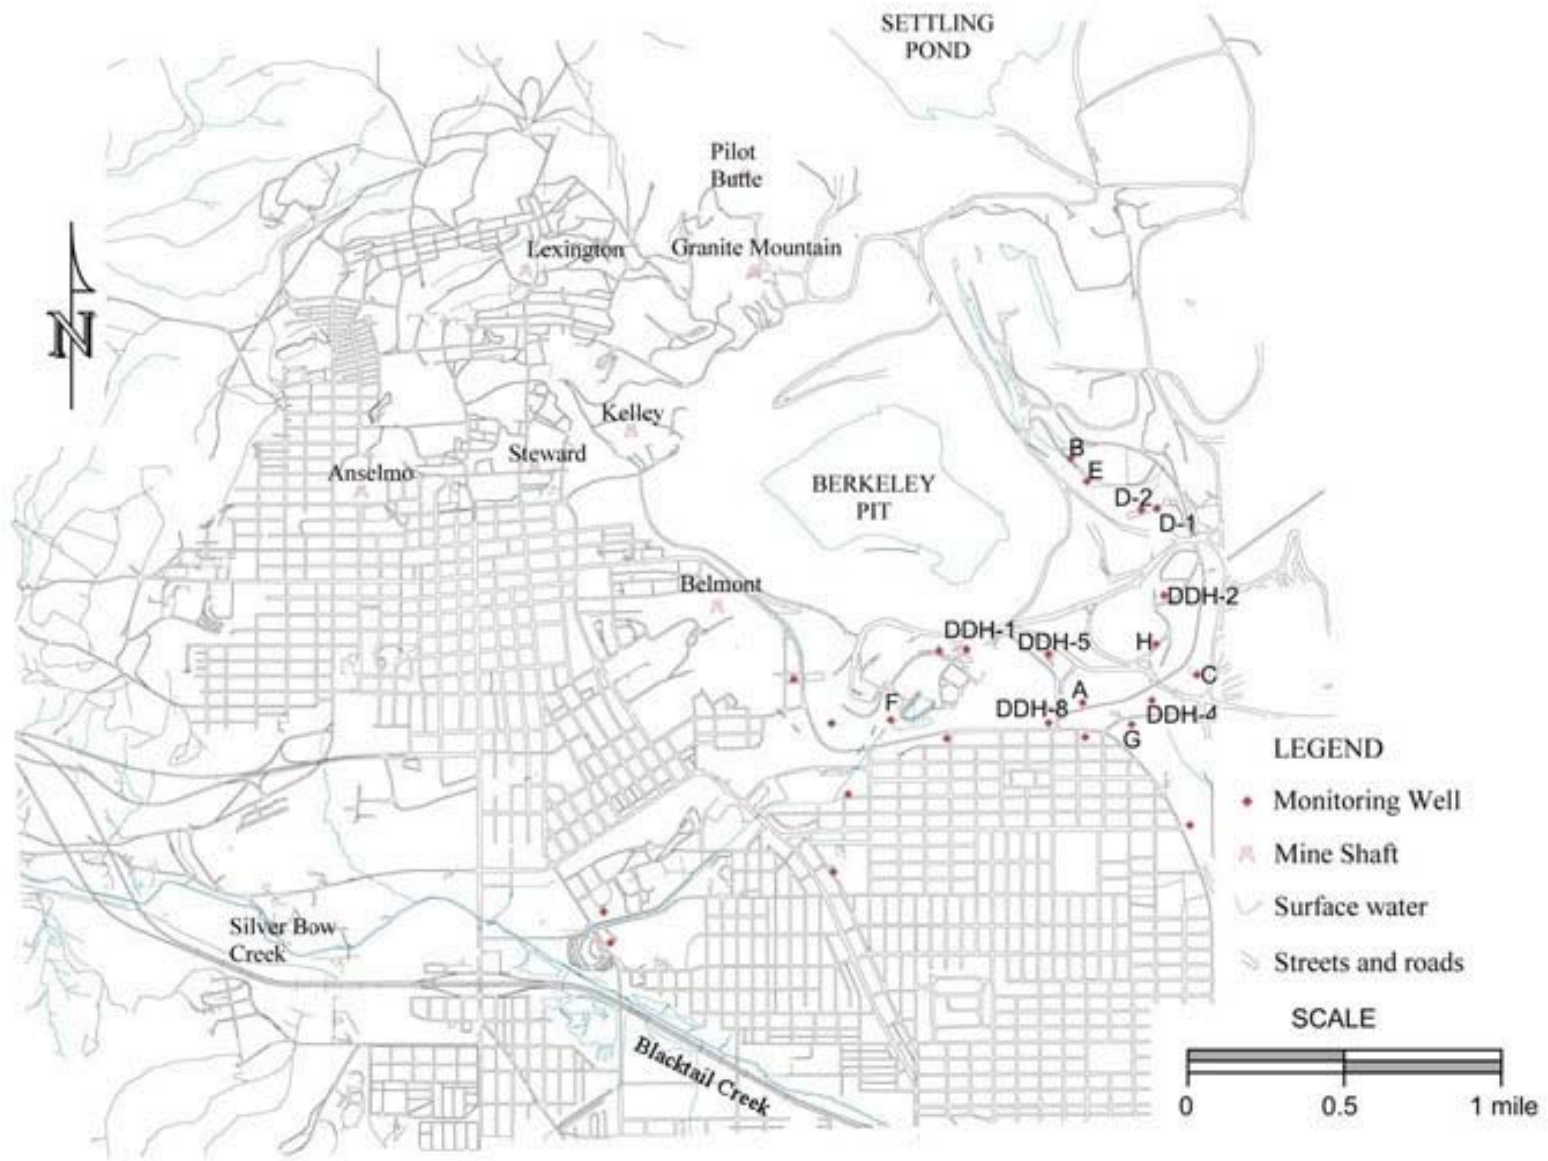 SETTLING
POND
Pilot
Butte
Lexington
Granite Mountain
N
Kelley
Steward
Anselmo
BERKELEY
PIT
B
E
D-2
D-1
Belmont
DDH-2
DDH-1
DDH-5
H
C
A
F
DDH-8
DDH-4
G
LEGEND
Monitoring Well
Mine Shaft
Surface water
Streets and roads
Silver Bow
Creek
Blacktail Creek
SCALE
0 0.5 1 mile